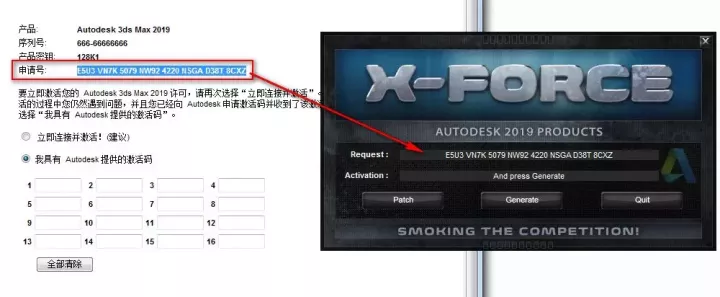 产品: Autodesk 3ds Max 2019
序列号: 666-66666666
产品密钥: 128K1
申请号: E5U3 VN7K 5079 NW92 4220 NSGA D38T 8CXZ
要立即激活您的 Autodesk 3ds Max 2019 许可，请再次选择“立即连接并激活”。
活的过程中您仍然遇到问题，并且您已经向 Autodesk 申请激活码并收到了该激
选择“我具有 Autodesk 提供的激活码”。
立即连接并激活! (建议)
我具有 Autodesk 提供的激活码
1 2 3 4
5 6 7 8
9 10 11 12
13 14 15 16
全部清除
X-FORCE
AUTODESK 2019 PRODUCTS
Request : E5U3 VN7K 5079 NW92 4220 NSGA D38T 8CXZ
Activation : And press Generate
Patch Generate Quit
SMOKING THE COMPETITION!